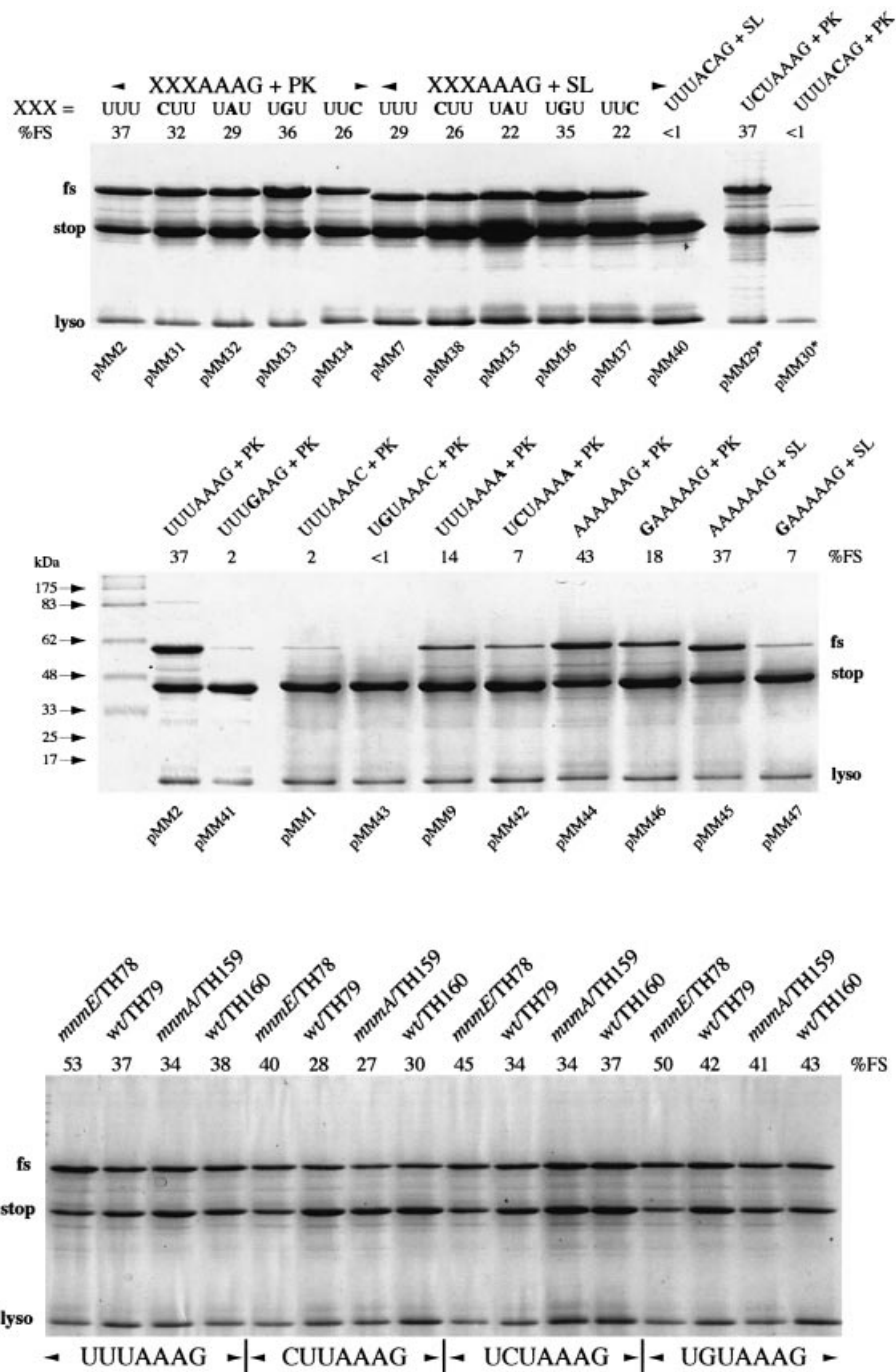 ◄ XXXAAAG + PK ► ◄ XXXAAAG + SL ► UUUACAG + SL UCUAAAG + PK UUUACAG + PK
XXX = UUU CUU UAU UGU UUC UUU CUU UAU UGU UUC
%FS 37 32 29 36 26 29 26 22 35 22 <1 37 <1
fs
stop
lyso
pMM2 pMM31 pMM32 pMM33 pMM34 pMM7 pMM38 pMM35 pMM36 pMM37 pMM40 pMM29* pMM30*
UUUAAAG + PK UUUGAAG + PK UUUAAAC + PK UGUAAAC + PK UUUAAAA + PK UCUAAAA + PK AAAAAAG + PK GAAAAAG + PK AAAAAAG + SL GAAAAAG + SL
kDa 37 2 2 <1 14 7 43 18 37 7 %FS
175
83
62 fs
48 stop
33
25
17 lyso
pMM2 pMM41 pMM1 pMM43 pMM9 pMM42 pMM44 pMM46 pMM45 pMM47
mnmE/TH78 wt/TH79 mnmA/TH159 wt/TH160 mnmE/TH78 wt/TH79 mnmA/TH159 wt/TH160 mnmE/TH78 wt/TH79 mnmA/TH159 wt/TH160 mnmE/TH78 wt/TH79 mnmA/TH159 wt/TH160
53 37 34 38 40 28 27 30 45 34 34 37 50 42 41 43 %FS
fs
stop
lyso
◄ UUUAAAG ► ◄ CUUAAAG ► ◄ UCUAAAG ► ◄ UGUAAAG ►